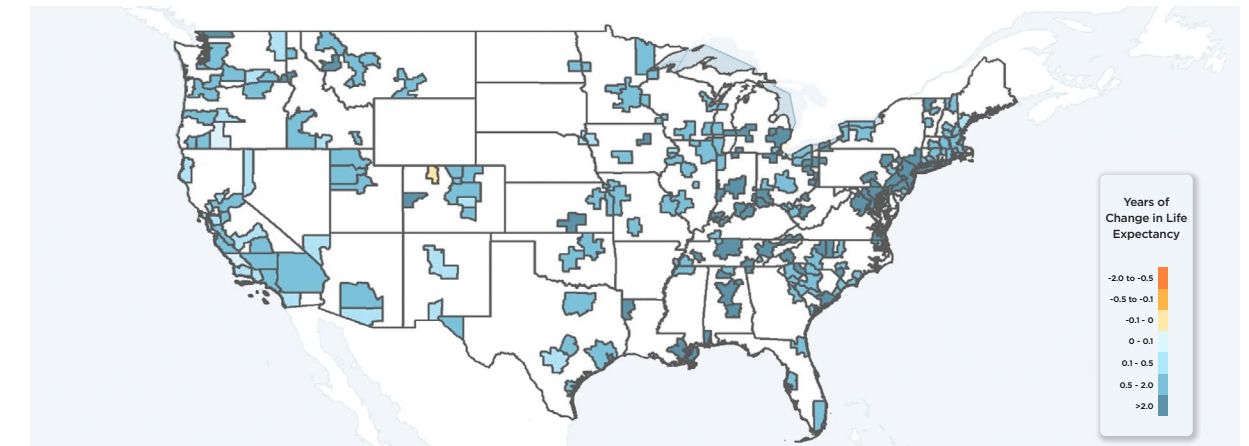 Years of
Change in Life
Expectancy
-2.0 to -0.5
-0.5 to -0.1
-0.1 - 0
0 - 0.1
0.1 - 0.5
0.5 - 2.0
>2.0